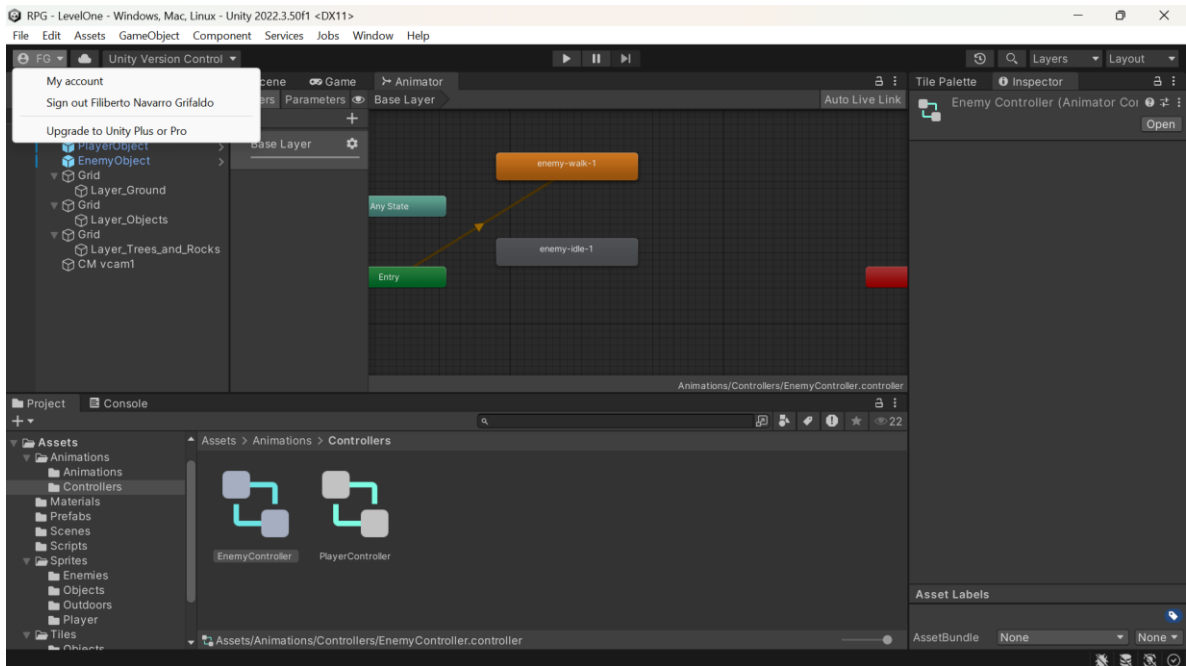 RPG - LevelOne - Windows, Mac, Linux - Unity 2022.3.50f1 <DX11>
File Edit Assets GameObject Component Services Jobs Window Help
FG Unity Version Control Layers Layout
My account
Sign out Filiberto Navarro Grifaldo
Upgrade to Unity Plus or Pro
cene Game Animator
ers Parameters Base Layer Auto Live Link
Base Layer
PlayerObject
EnemyObject
Grid
Layer_Ground
Grid
Layer_Objects
Grid
Layer_Trees_and_Rocks
CM vcam1
enemy-walk-1
Any State
enemy-idle-1
Entry
Animations/Controllers/EnemyController.controller
Tile Palette Inspector
Enemy Controller (Animator Cor
Open
Project Console
22
Assets
Animations
Animations
Controllers
Materials
Prefabs
Scenes
Scripts
Sprites
Enemies
Objects
Outdoors
Player
Tiles
Objects
Assets > Animations > Controllers
EnemyController PlayerController
Assets/Animations/Controllers/EnemyController.controller
Asset Labels
AssetBundle None None